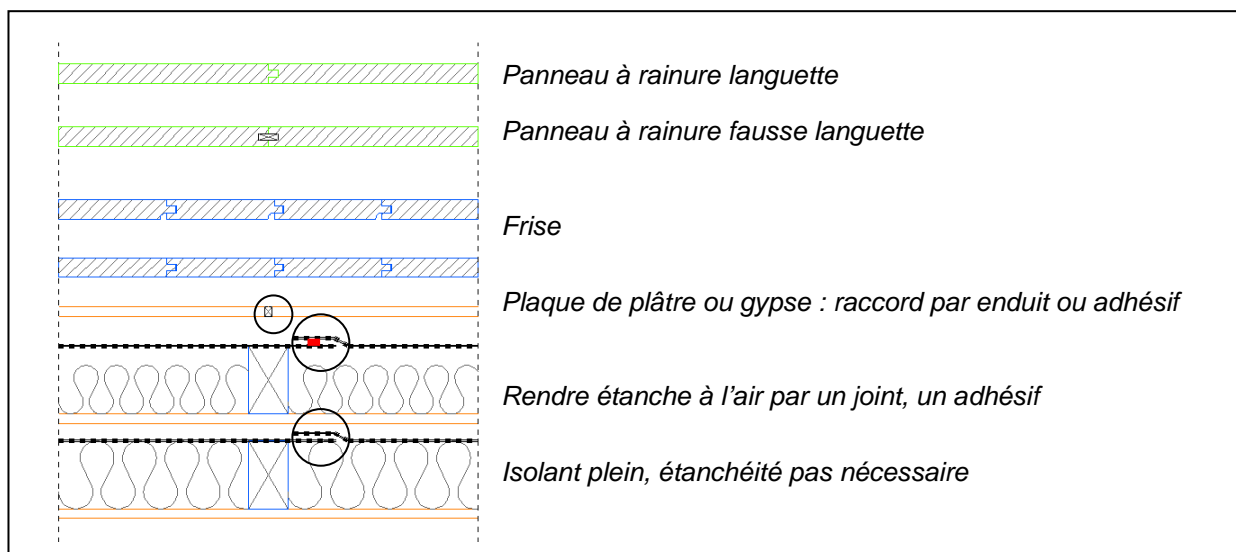 Panneau à rainure languette
Panneau à rainure fausse languette
Frise
Plaque de plâtre ou gypse : raccord par enduit ou adhésif
Rendre étanche à l’air par un joint, un adhésif
Isolant plein, étanchéité pas nécessaire